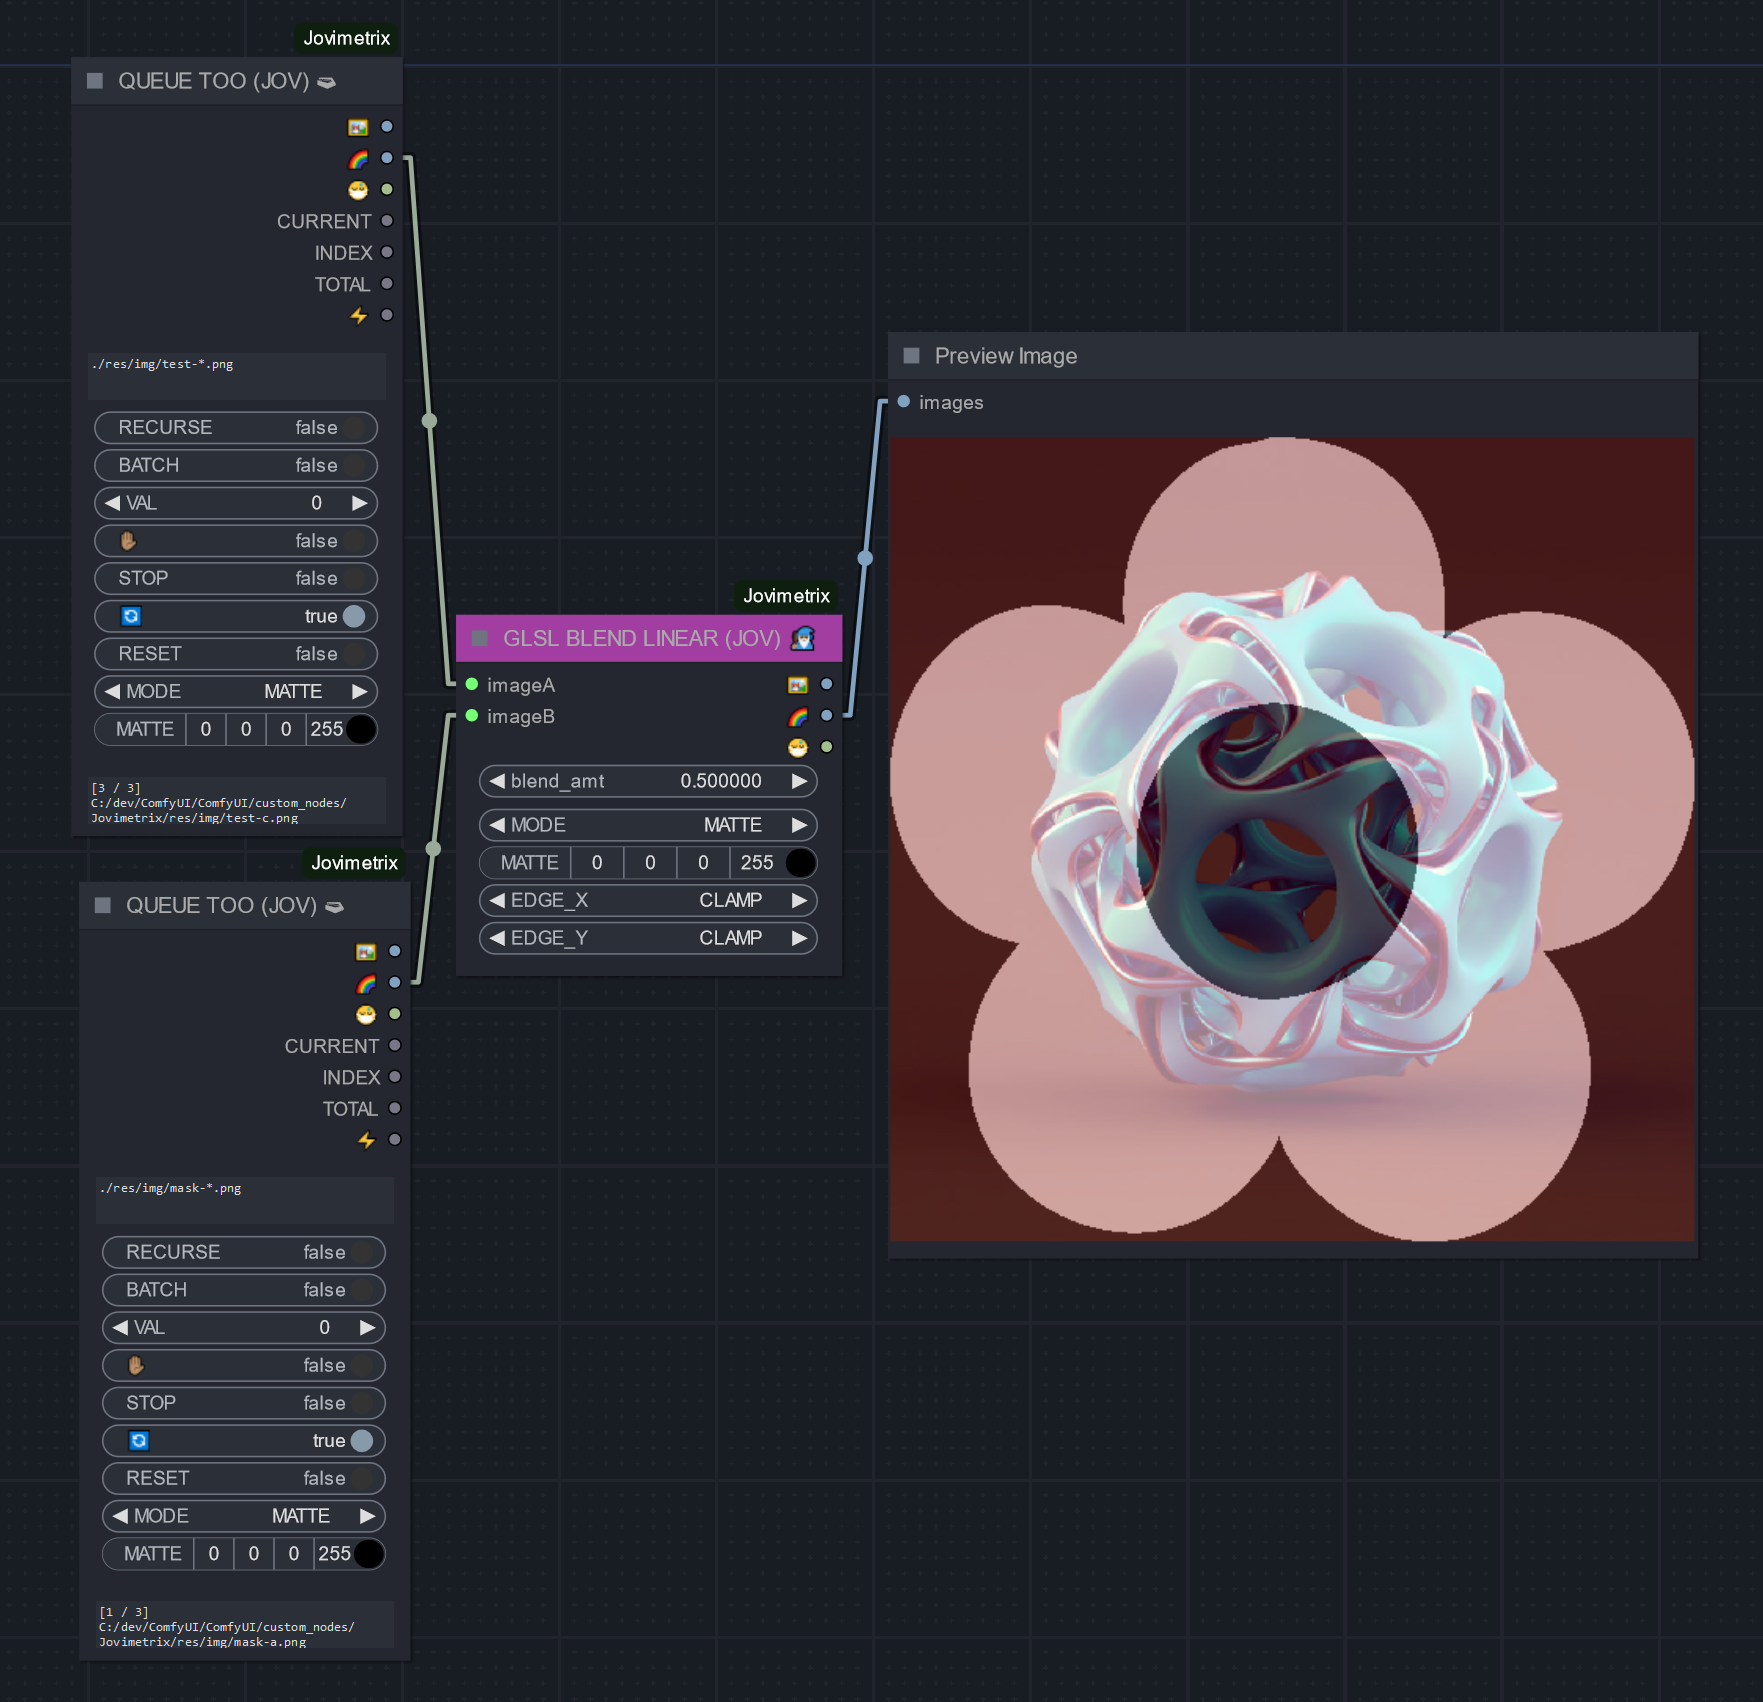 Jovimetrix
QUEUE TOO (JOV)
CURRENT
INDEX
TOTAL
./res/img/test-*.png
RECURSE false
BATCH false
VAL 0
false
STOP false
true
RESET false
MODE MATTE
MATTE 0 0 0 255
[3 / 3]
C:/dev/ComfyUI/ComfyUI/custom_nodes/
Jovimetrix/res/img/test-c.png
Jovimetrix
QUEUE TOO (JOV)
CURRENT
INDEX
TOTAL
./res/img/mask-*.png
RECURSE false
BATCH false
VAL 0
false
STOP false
true
RESET false
MODE MATTE
MATTE 0 0 0 255
[1 / 3]
C:/dev/ComfyUI/ComfyUI/custom_nodes/
Jovimetrix/res/img/mask-a.png
Jovimetrix
GLSL BLEND LINEAR (JOV)
imageA
imageB
blend_amt 0.500000
MODE MATTE
MATTE 0 0 0 255
EDGE_X CLAMP
EDGE_Y CLAMP
Preview Image
images